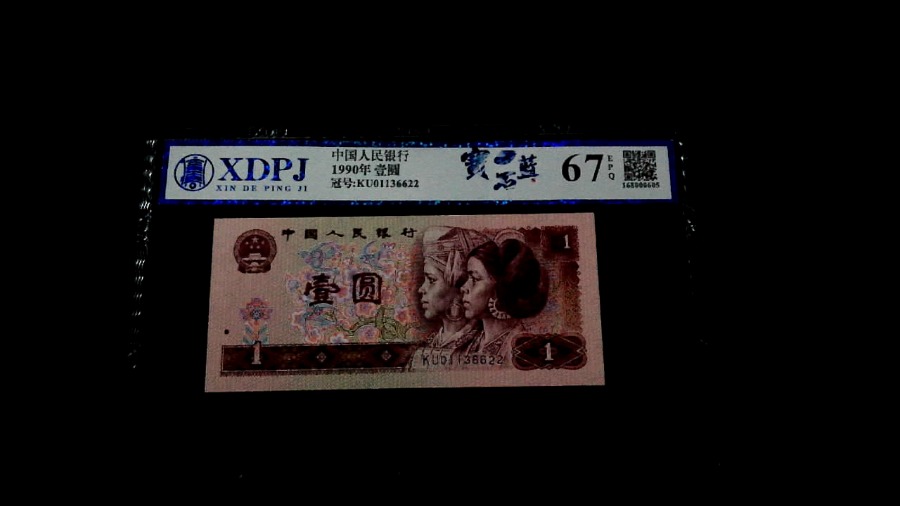 XDPJ
XIN DE PING JI
中国人民银行
1990年 壹圓
冠号:KU01136622
67
EPQ
中国人民银行
壹圆
1
1
1
KU01136622